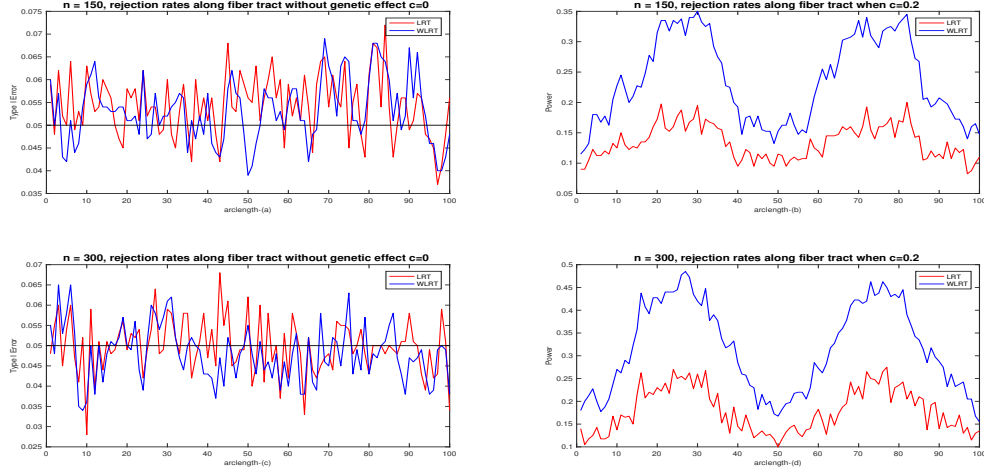 n = 150, rejection rates along fiber tract without genetic effect c=0
0.075
0.07
0.065
0.06
0.055
0.05
0.045
0.04
0.035
Type I Error
LRT
WLRT
0 10 20 30 40 50 60 70 80 90 100
arclength-(a)
n = 150, rejection rates along fiber tract when c=0.2
0.35
0.3
0.25
0.2
0.15
0.1
0.05
Power
LRT
WLRT
0 10 20 30 40 50 60 70 80 90 100
arclength-(b)
n = 300, rejection rates along fiber tract without genetic effect c=0
0.07
0.065
0.06
0.055
0.05
0.045
0.04
0.035
0.03
0.025
Type I Error
LRT
WLRT
0 10 20 30 40 50 60 70 80 90 100
arclength-(c)
n = 300, rejection rates along fiber tract when c=0.2
0.5
0.45
0.4
0.35
0.3
0.25
0.2
0.15
0.1
Power
LRT
WLRT
0 10 20 30 40 50 60 70 80 90 100
arclength-(d)